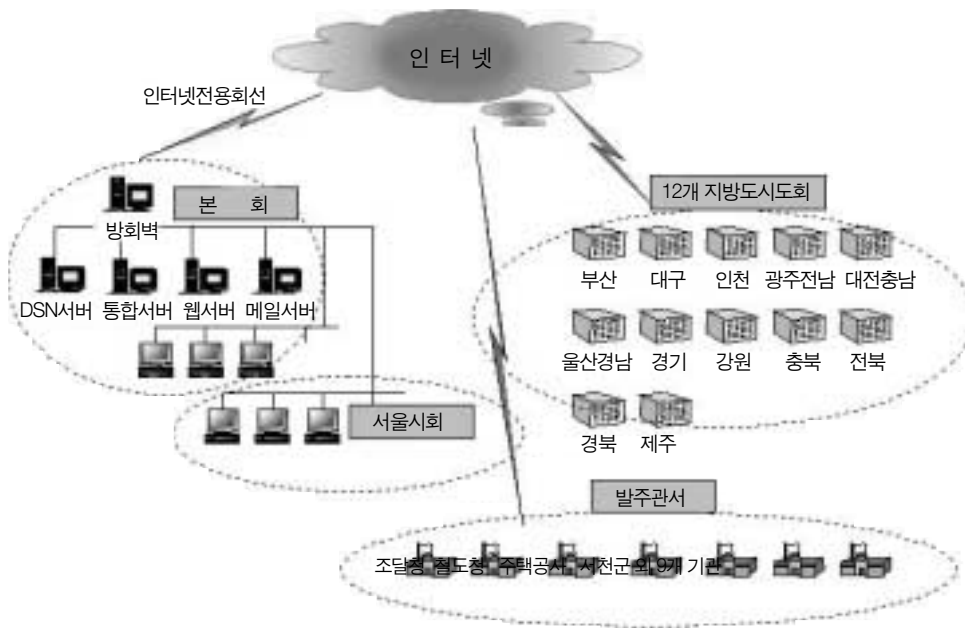 인 터 넷
인터넷전용회선
본 회
방회벽
DSN서버 통합서버 웹서버 메일서버
서울시회
12개 지방도시도회
부산 대구 인천 광주전남 대전충남
울산경남 경기 강원 충북 전북
경북 제주
발주관서
조달청 철도청 주택공사 서천군 외 9개 기관